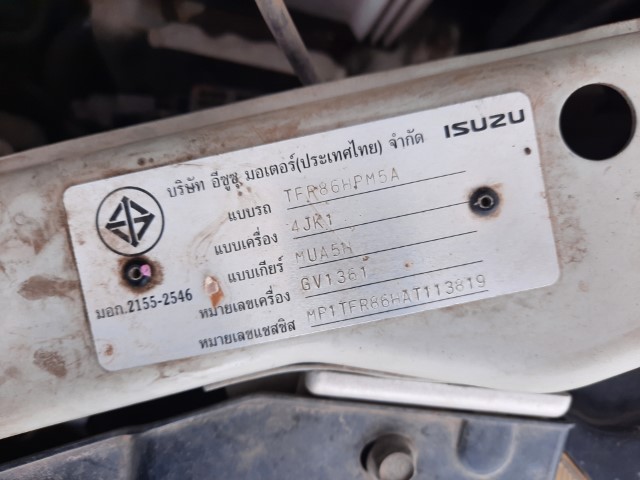 บริษัท อีซูซุ มอเตอร์(ประเทศไทย) จำกัด ISUZU
แบบรถ TFR86HPM5A
แบบเครื่อง 4JK1
แบบเกียร์ MUA5H
หมายเลขเครื่อง GV1361
หมายเลขแชสซิส MP1TFR86HAT113819
มอก.2155-2546